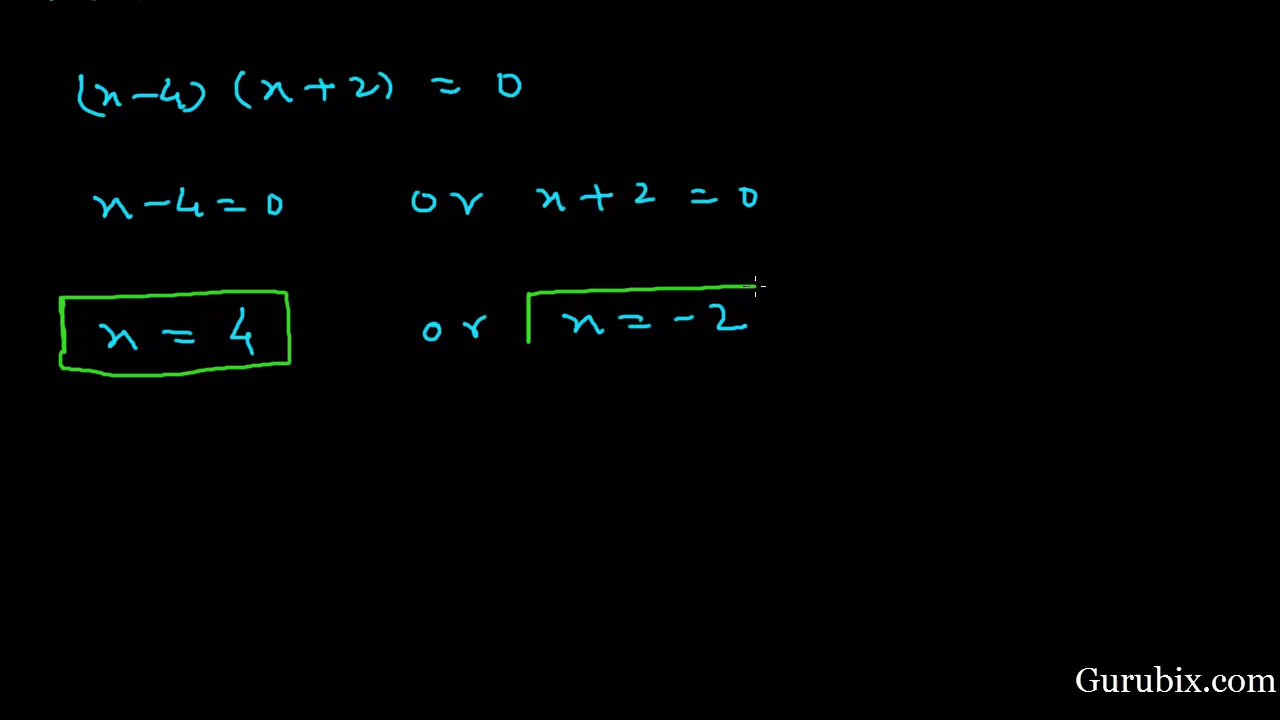 (x-4) (x+2) = 0
x-4=0 or x+2=0
x = 4 or x=-2
Gurubix.com